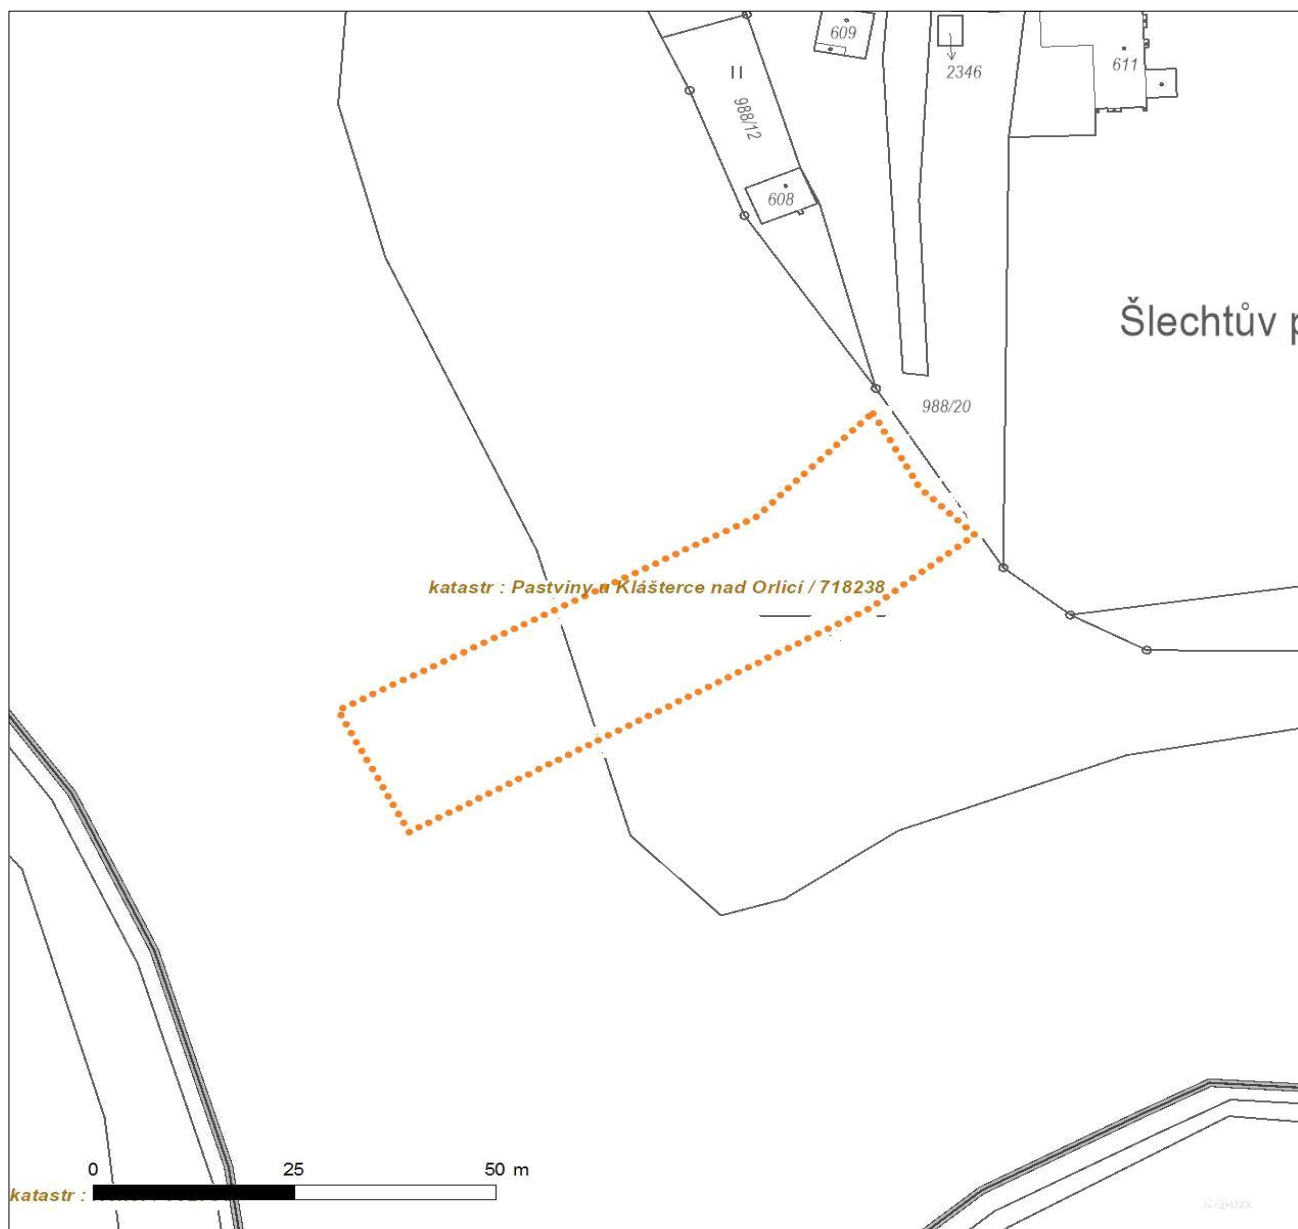 609
2346
611
II
988/12
608
Šlechtův p
988/20
katastr : Pastviny u Klášterce nad Orlicí / 718238
0 25 50 m
katastr :